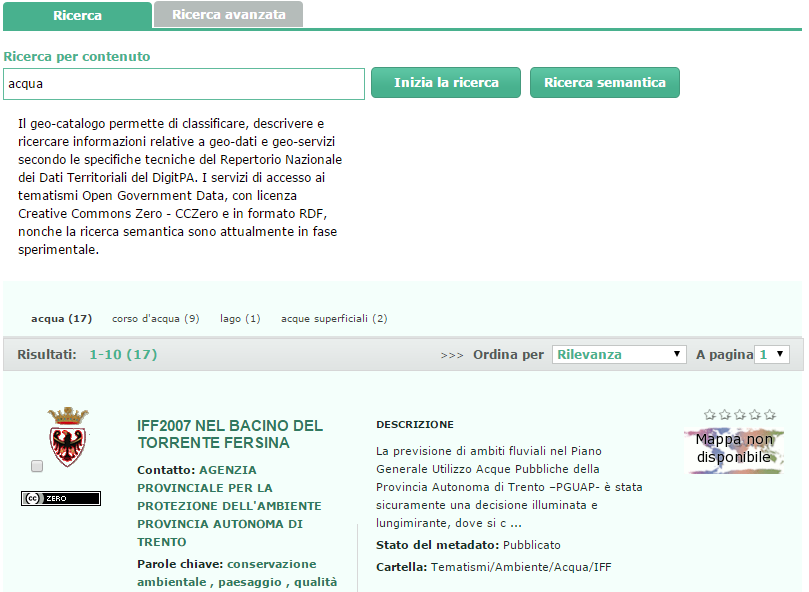 Ricerca
Ricerca avanzata
Ricerca per contenuto
acqua
Inizia la ricerca
Ricerca semantica
Il geo-catalogo permette di classificare, descrivere e
ricercare informazioni relative a geo-dati e geo-servizi
secondo le specifiche tecniche del Repertorio Nazionale
dei Dati Territoriali del DigitPA. I servizi di accesso ai
tematismi Open Government Data, con licenza
Creative Commons Zero - CCZero e in formato RDF,
nonche la ricerca semantica sono attualmente in fase
sperimentale.
acqua (17) corso d'acqua (9) lago (1) acque superficiali (2)
Risultati: 1-10 (17) >>> Ordina per Rilevanza A pagina 1
IFF2007 NEL BACINO DEL
TORRENTE FERSINA
Contatto: AGENZIA
PROVINCIALE PER LA
PROTEZIONE DELL'AMBIENTE
PROVINCIA AUTONOMA DI
TRENTO
Parole chiave: conservazione
ambientale , paesaggio , qualità
cc ZERO
DESCRIZIONE
La previsione di ambiti fluviali nel Piano
Generale Utilizzo Acque Pubbliche della
Provincia Autonoma di Trento –PGUAP- è stata
sicuramente una decisione illuminata e
lungimirante, dove si c ...
Stato del metadato: Pubblicato
Cartella: Tematismi/Ambiente/Acqua/IFF
Mappa non
disponibile